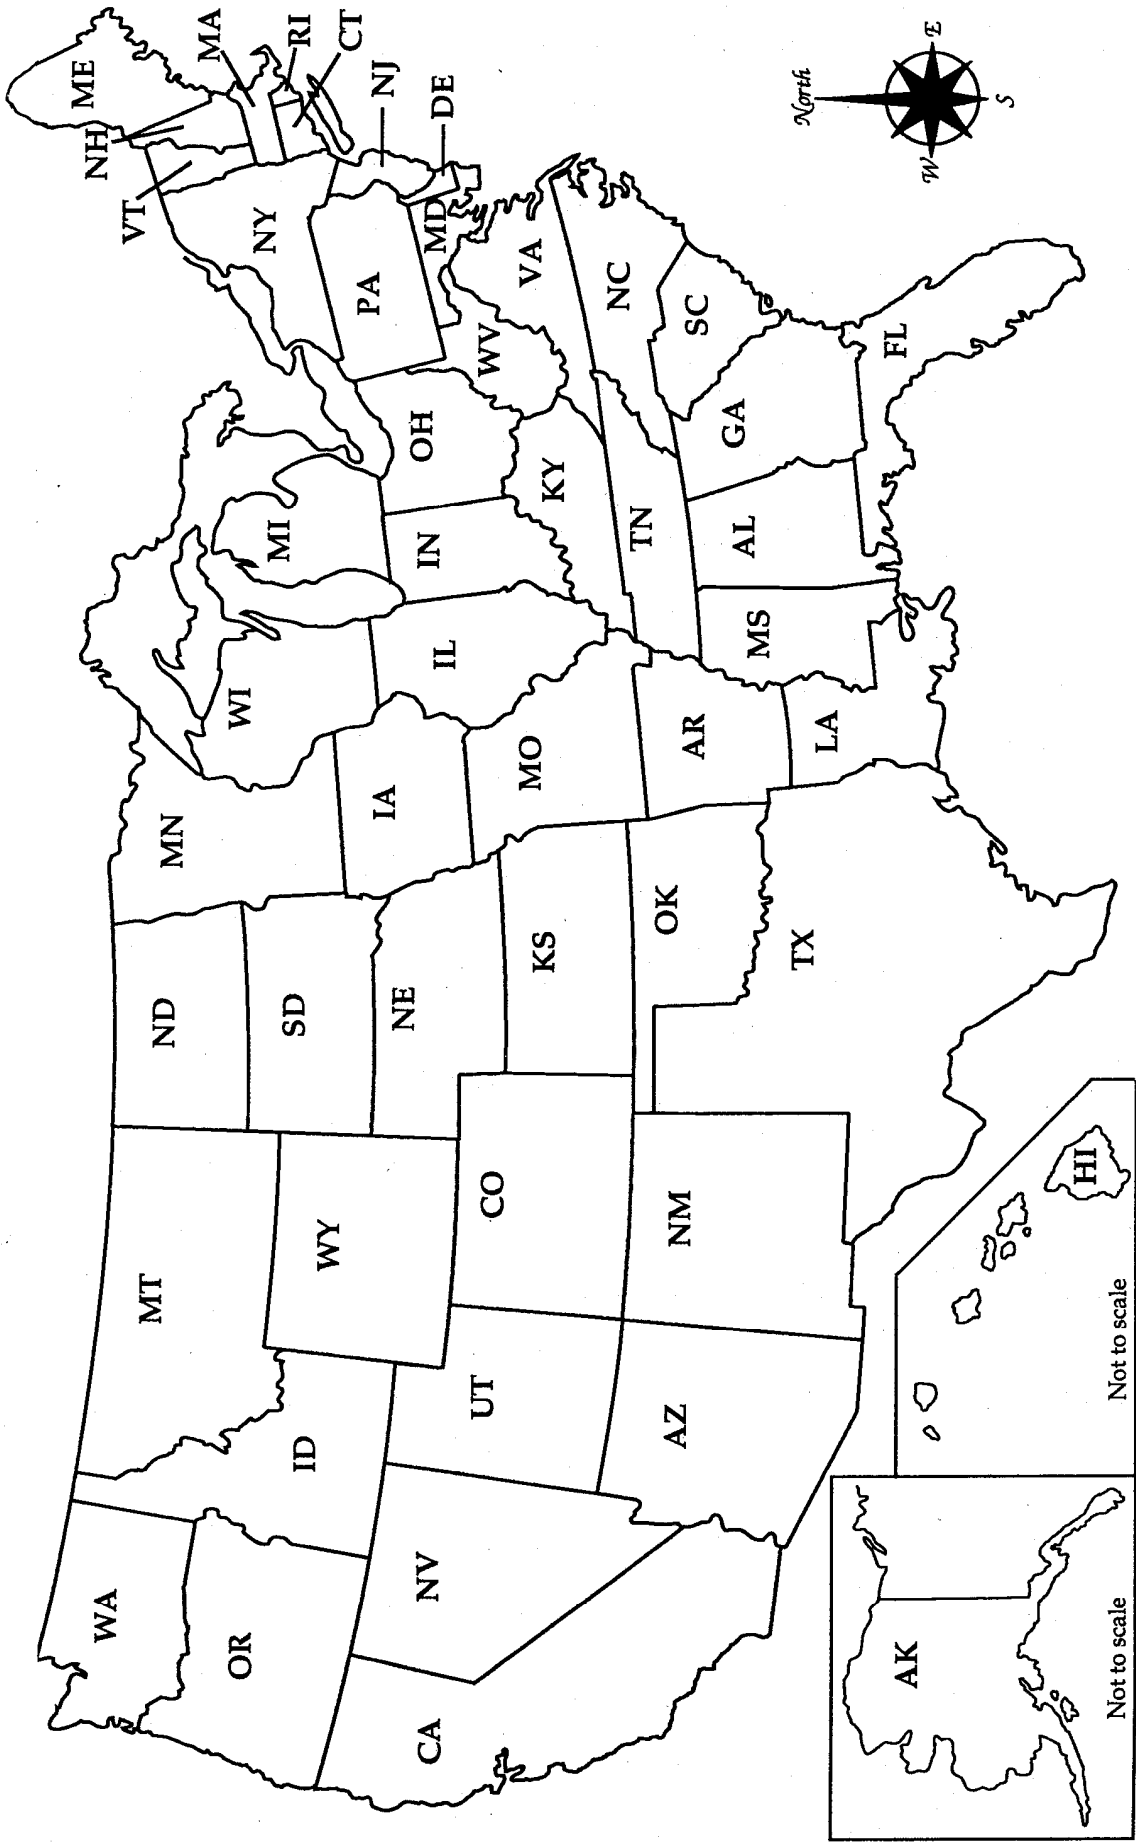 ME
NH
VT
MA
RI
CT
NJ
DE
MD
NY
PA
VA
WV
NC
SC
GA
FL
OH
KY
TN
AL
MI
IN
MS
WI
IL
MN
IA
MO
AR
LA
ND
SD
NE
KS
OK
TX
MT
WY
CO
NM
ID
UT
AZ
WA
OR
NV
CA
AK
Not to scale
HI
Not to scale
North
W
E
S